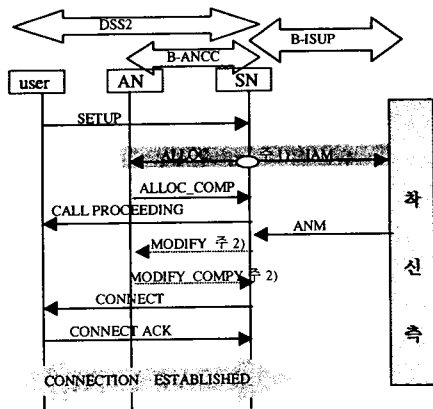 DSS2
B-ANCC
B-ISUP
user
AN
SN
SETUP
ALLOC 주 1) IAM
ALLOC_COMP
CALL PROCEEDING
ANM
MODIFY 주 2)
MODIFY_COMPY 주 2)
CONNECT
CONNECT ACK
CONNECTION ESTABLISHED
착
신
측